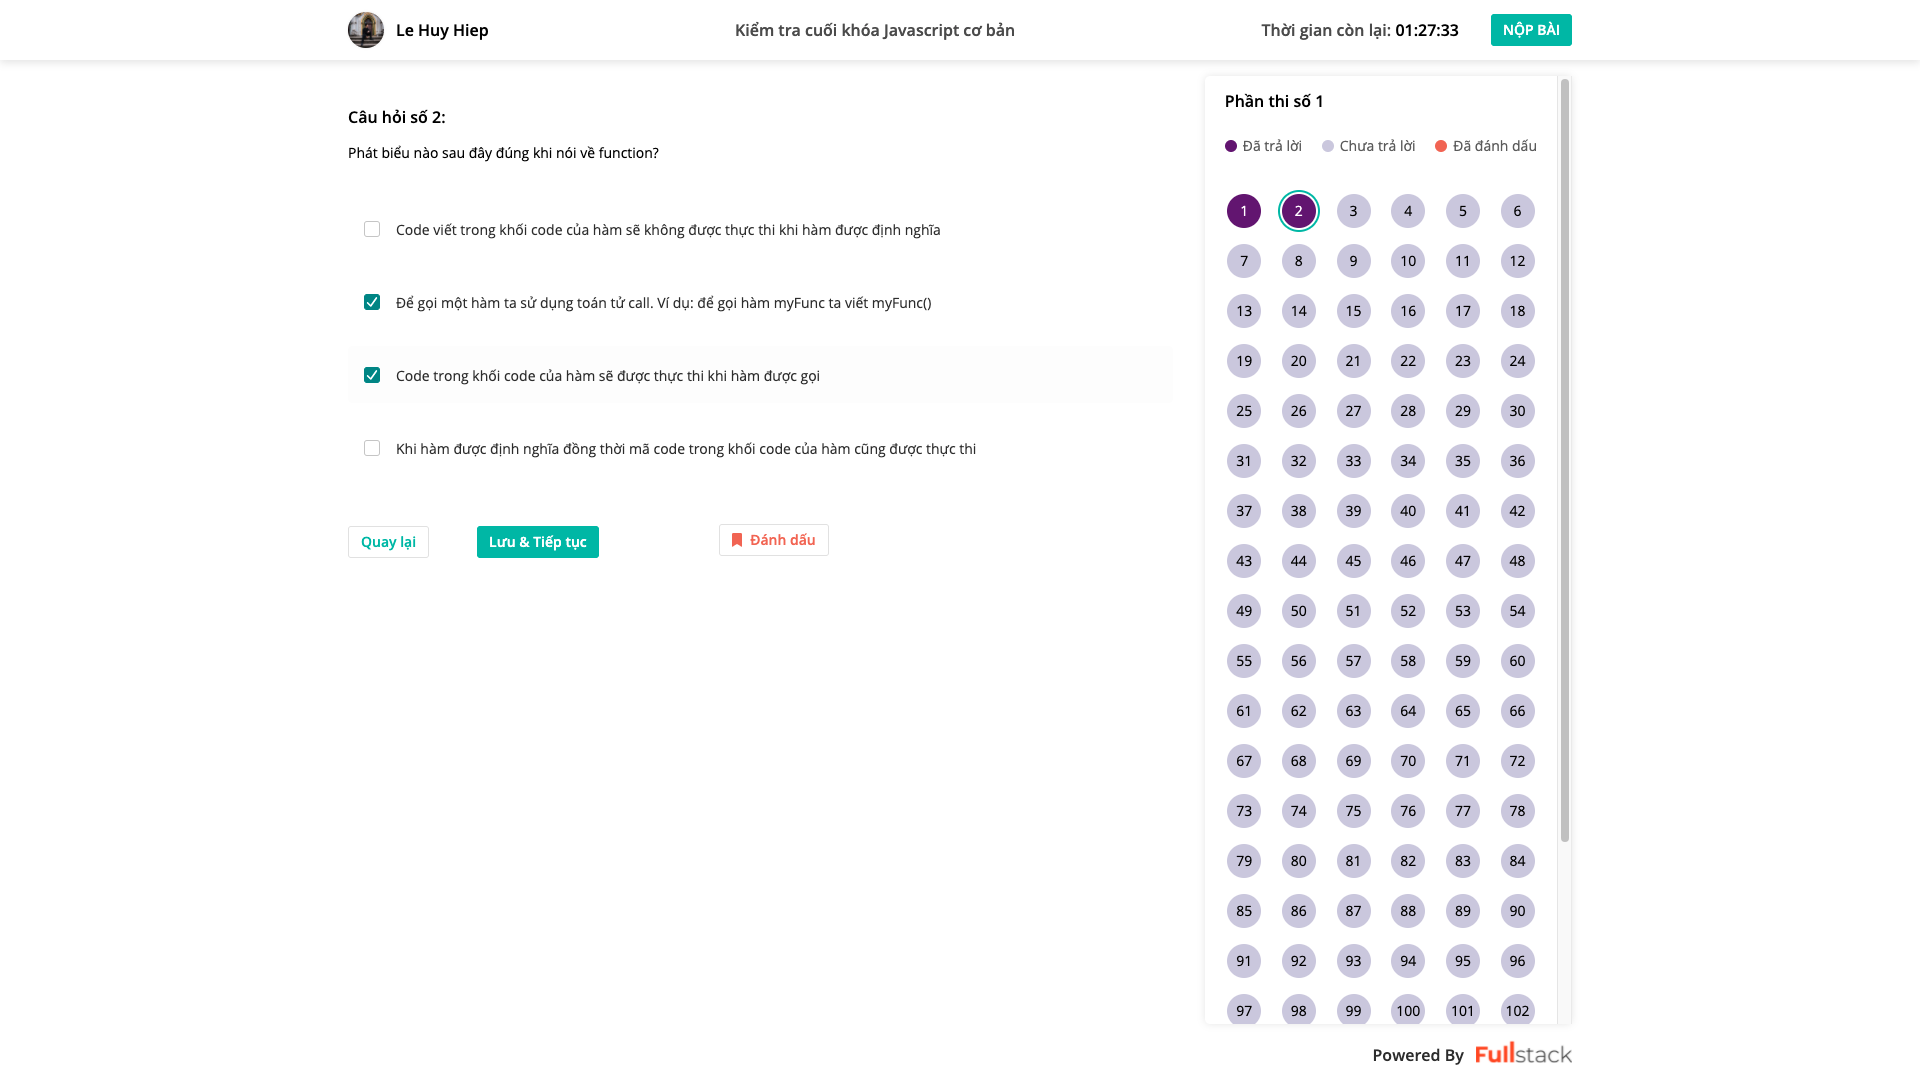 Le Huy Hiep
Kiểm tra cuối khóa Javascript cơ bản
Thời gian còn lại: 01:27:33
NỘP BÀI
Câu hỏi số 2:
Phát biểu nào sau đây đúng khi nói về function?
Code viết trong khối code của hàm sẽ không được thực thi khi hàm được định nghĩa
Để gọi một hàm ta sử dụng toán tử call. Ví dụ: để gọi hàm myFunc ta viết myFunc()
Code trong khối code của hàm sẽ được thực thi khi hàm được gọi
Khi hàm được định nghĩa đồng thời mã code trong khối code của hàm cũng được thực thi
Quay lại
Lưu & Tiếp tục
Đánh dấu
Phần thi số 1
Đã trả lời
Chưa trả lời
Đã đánh dấu
1 2 3 4 5 6
7 8 9 10 11 12
13 14 15 16 17 18
19 20 21 22 23 24
25 26 27 28 29 30
31 32 33 34 35 36
37 38 39 40 41 42
43 44 45 46 47 48
49 50 51 52 53 54
55 56 57 58 59 60
61 62 63 64 65 66
67 68 69 70 71 72
73 74 75 76 77 78
79 80 81 82 83 84
85 86 87 88 89 90
91 92 93 94 95 96
97 98 99 100 101 102
Powered By Fullstack